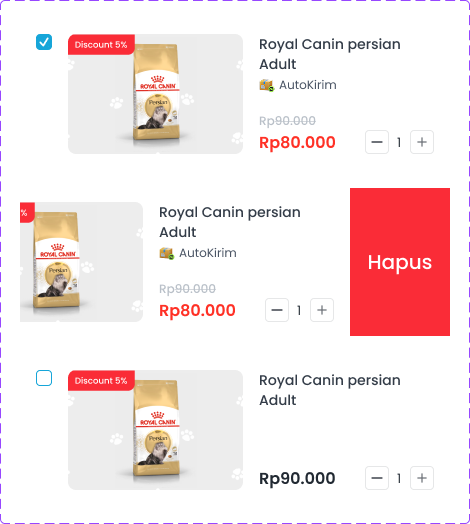 Discount 5%
ROYAL CANIN
Persian
Royal Canin persian
Adult
AutoKirim
Rp90.000
Rp80.000
1
%
ROYAL CANIN
Persian
Royal Canin persian
Adult
AutoKirim
Rp90.000
Rp80.000
1
Hapus
Discount 5%
ROYAL CANIN
Persian
Royal Canin persian
Adult
Rp90.000
1